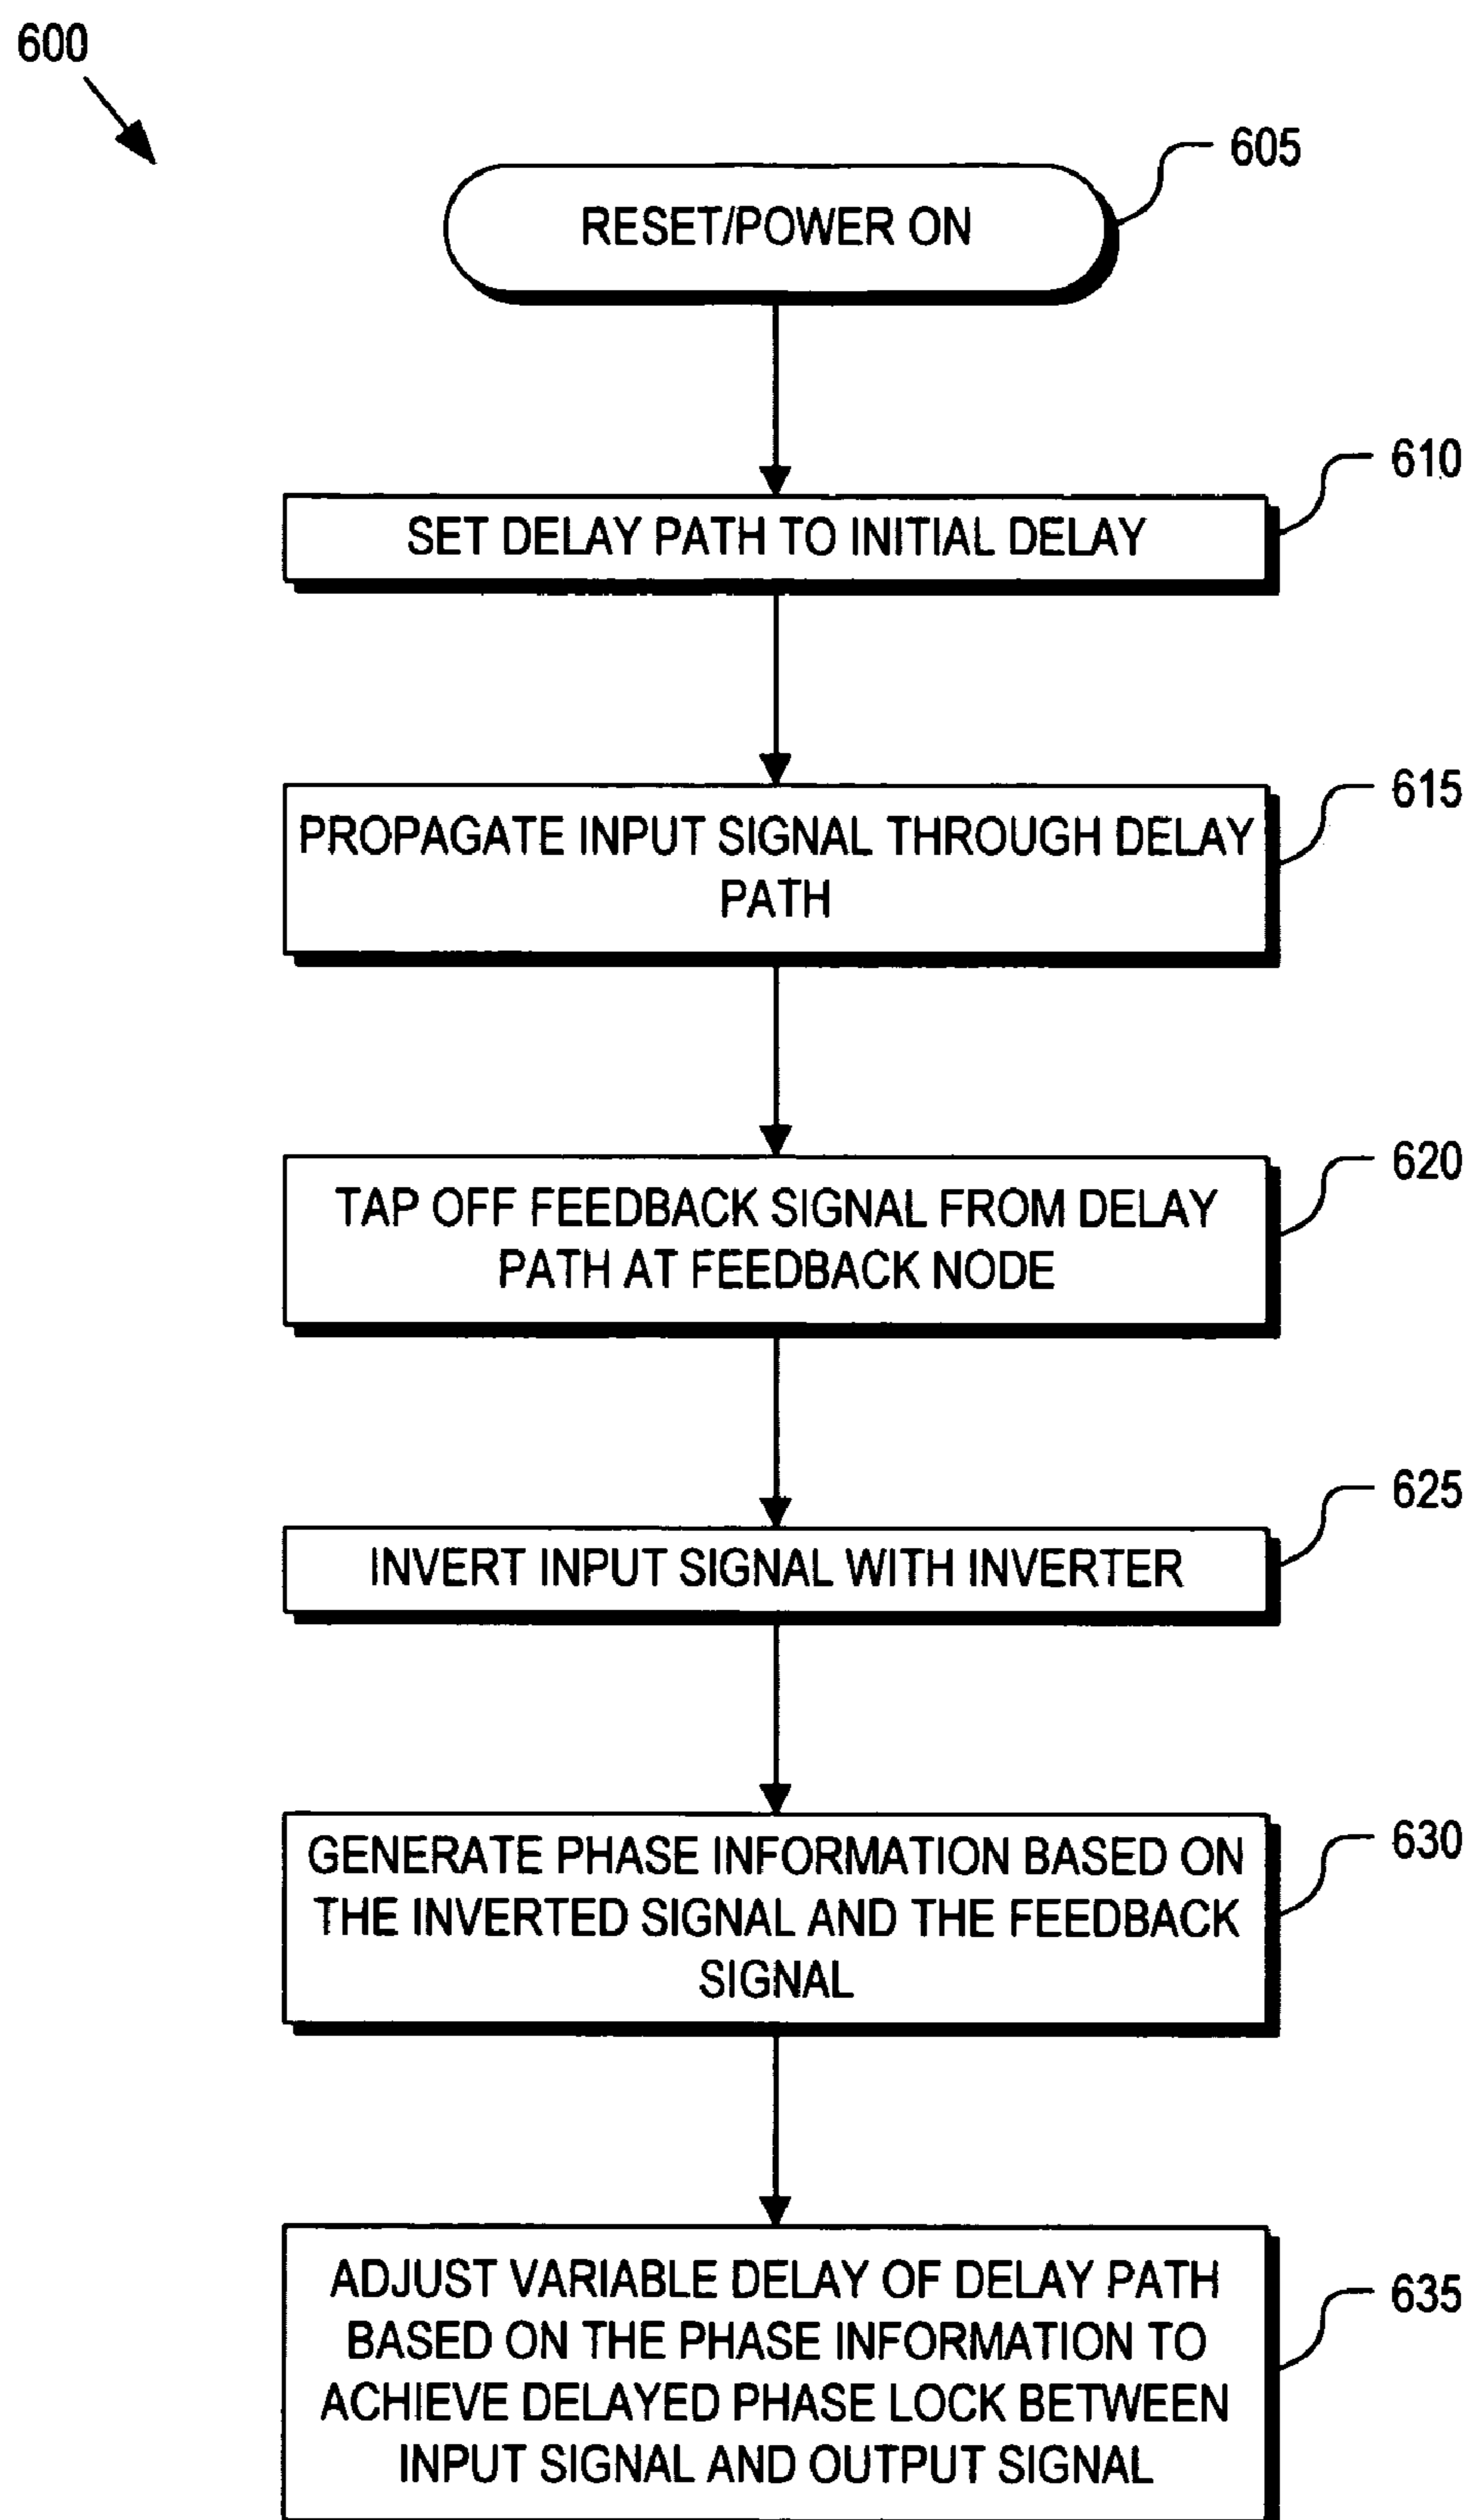 600
605
RESET/POWER ON
610
SET DELAY PATH TO INITIAL DELAY
615
PROPAGATE INPUT SIGNAL THROUGH DELAY
PATH
620
TAP OFF FEEDBACK SIGNAL FROM DELAY
PATH AT FEEDBACK NODE
625
INVERT INPUT SIGNAL WITH INVERTER
630
GENERATE PHASE INFORMATION BASED ON
THE INVERTED SIGNAL AND THE FEEDBACK
SIGNAL
635
ADJUST VARIABLE DELAY OF DELAY PATH
BASED ON THE PHASE INFORMATION TO
ACHIEVE DELAYED PHASE LOCK BETWEEN
INPUT SIGNAL AND OUTPUT SIGNAL